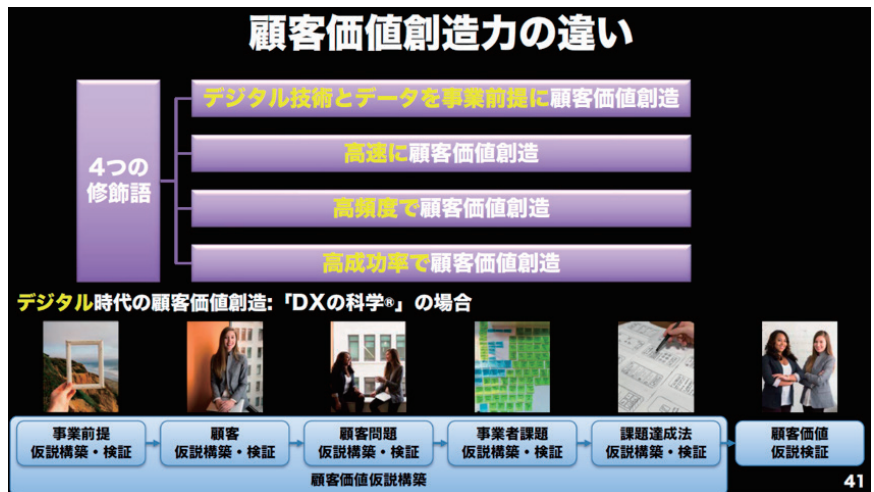 顧客価値創造力の違い
4つの
修飾語
デジタル技術とデータを事業前提に顧客価値創造
高速に顧客価値創造
高頻度で顧客価値創造
高成功率で顧客価値創造
デジタル時代の顧客価値創造:「DXの科学®」の場合
事業前提
仮説構築・検証
顧客
仮説構築・検証
顧客問題
仮説構築・検証
事業者課題
仮説構築・検証
課題達成法
仮説構築・検証
顧客価値
仮説検証
顧客価値仮説構築
41